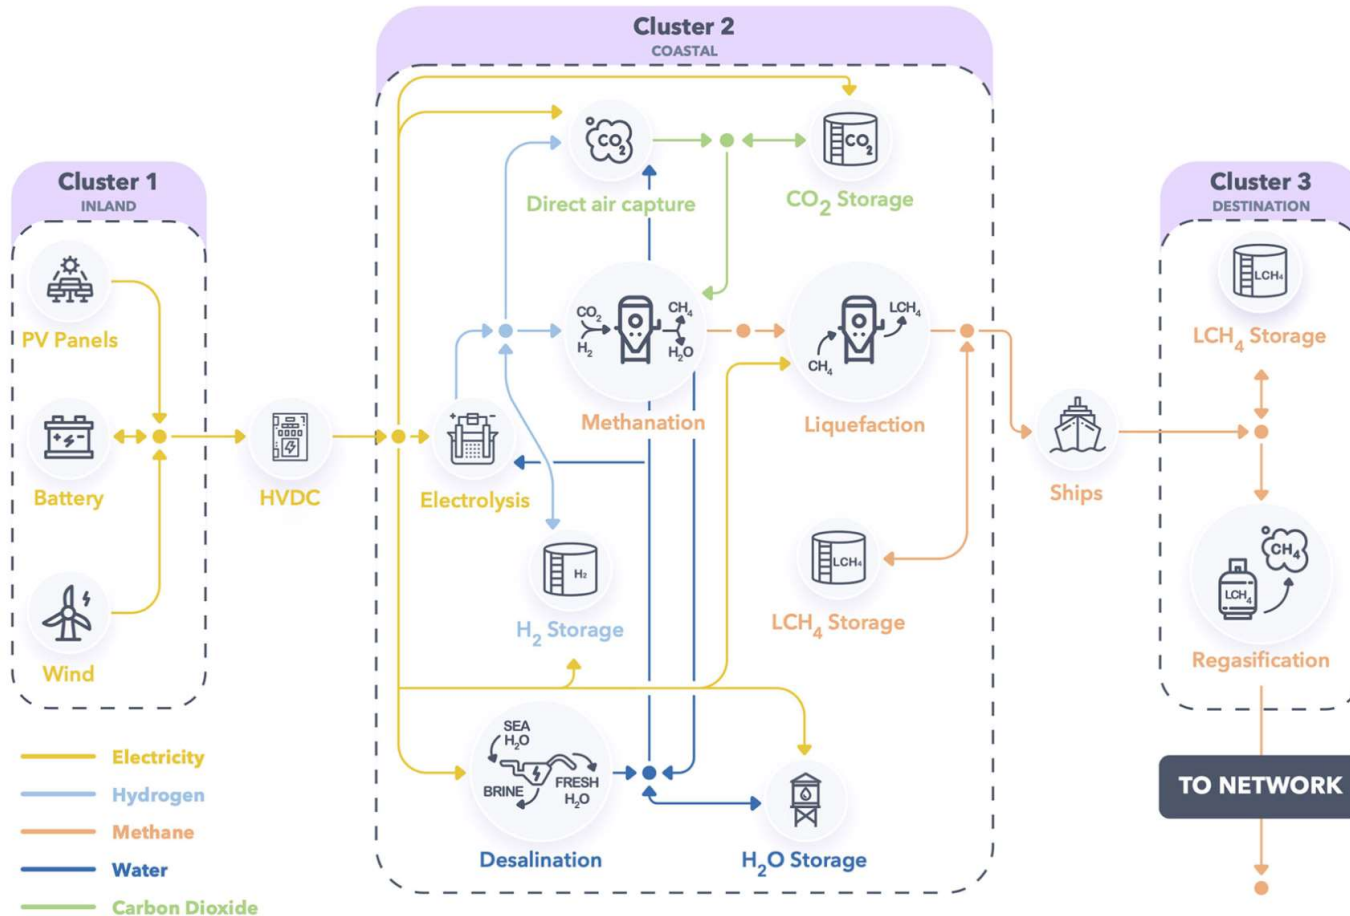 Cluster 1
INLAND
PV Panels
Battery
Wind
HVDC
Cluster 2
COASTAL
CO₂
Direct air capture
CO₂
CO₂ Storage
CO₂
H₂
CH₄
H₂O
Methanation
CH₄
LCH₄
Liquefaction
Electrolysis
H₂
H₂ Storage
LCH₄
LCH₄ Storage
SEA
H₂O
BRINE
FRESH
H₂O
Desalination
H₂O Storage
Ships
Cluster 3
DESTINATION
LCH₄
LCH₄ Storage
CH₄
LCH₄
Regasification
TO NETWORK
Electricity
Hydrogen
Methane
Water
Carbon Dioxide